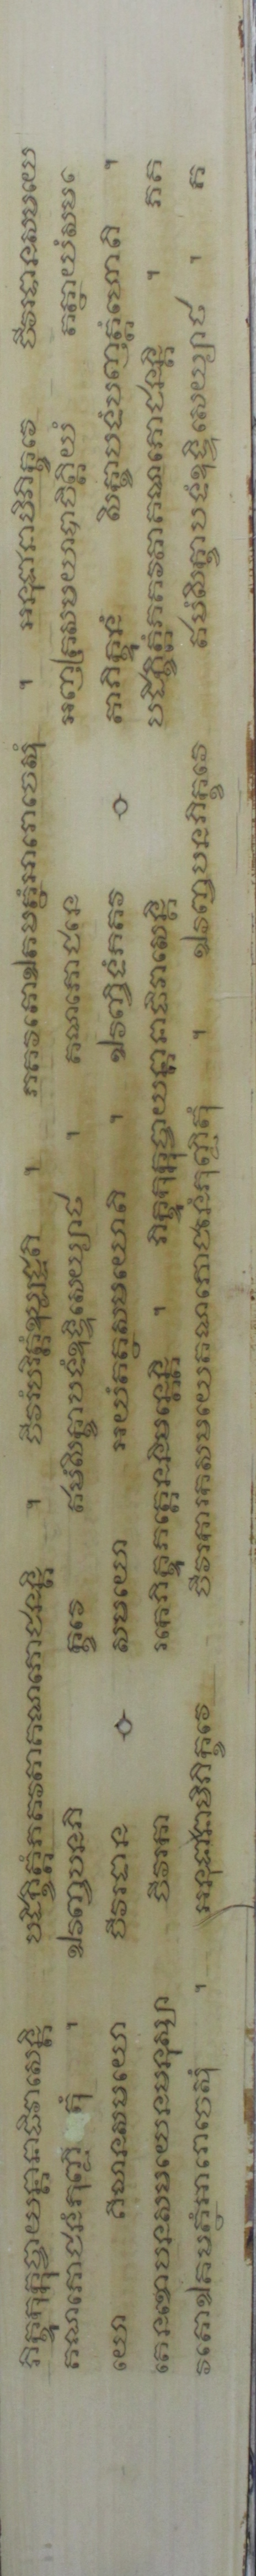 ភិក្ខូកុក្កុច្ចាយន្តានាធិវាសេន្តិ បដិក្ខិត្តំភគវតាគណភោជនន្តិ ។ ចីវរំបរិត្តំឧប្បជ្ជតិ ។ ភគវតោឯតមត្ថំអារោចេសុំ ។ អនុជានាមិភិក្ខវេ ចីវរទានសមយេ
គណភោជនំភុញ្ជិតុំ ។ ឯវញ្ចបនភិ ក្ខវេ ឥមំសិក្ខាបទំឧទ្ទិសេយ្យាថ ។ គណភោជនេ អញ្ញត្រសមយាបាចិត្តិយំ តត្ថាយំសម
យោ គិលានសមយោ ចីវរទាន សមយោ អយំតត្ថសមយោតិ ។ ឯវញ្ចិទំភគវ តាភិក្ខូនំ សិក្ខាបទំបញ្ញត្តំហោតិ ។
តេនខោបនសមយេនមនុស្សា ចីវរកា រកេភិក្ខូភត្តេននិមន្តេន្តិ ។ ភិក្ខូកុក្កុច្ចាយន្តានាធិវាសេន្តិ បដិក្ខិត្តំភគវតាគណភោជនន្តិ ។ ភគ
វតោឯតមត្ថំអារោចេសុំ ។ អនុជានាមិភិក្ខវេ ចីវរការកសមយេគណភោជនំភុញ្ជិតុំ ។ ឯវញ្ចបនភិក្ខវេ ឥមំសិក្ខាបទំឧទ្ទិសេយ្យាថ ។ គ